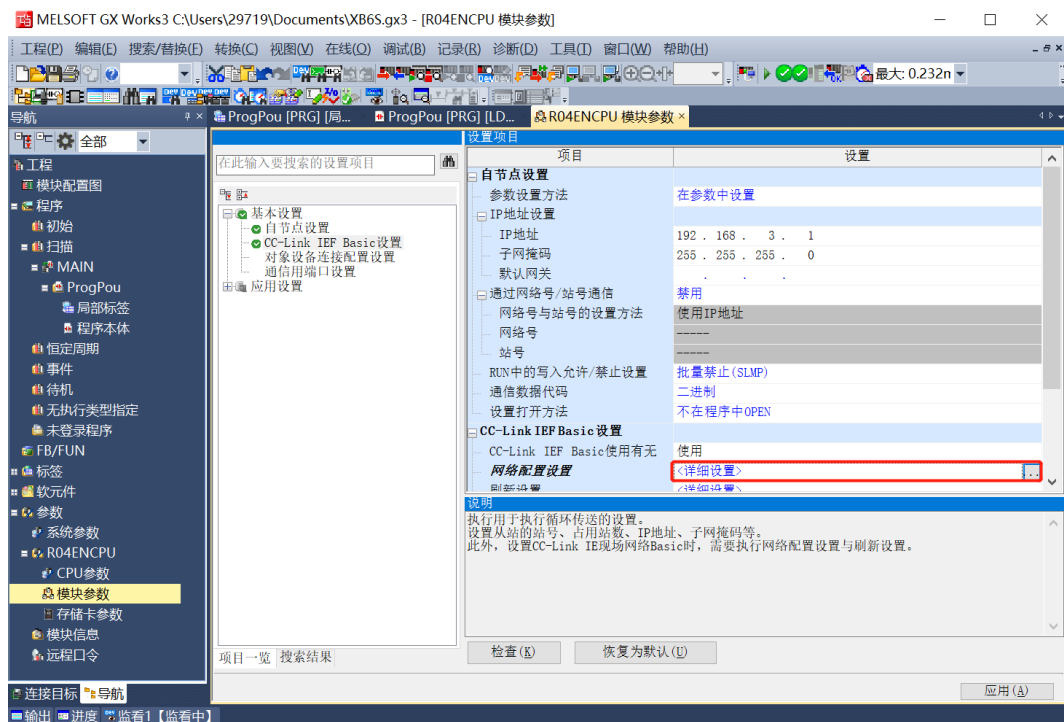 MELSOFT GX Works3 C:\Users\29719\Documents\XB6S.gx3 - [R04ENCPU 模块参数]
工程(P) 编辑(E) 搜索/替换(F) 转换(C) 视图(V) 在线(O) 调试(B) 记录(R) 诊断(D) 工具(T) 窗口(W) 帮助(H)
最大: 0.232n
导航
ProgPou [PRG] [局... ProgPou [PRG] [LD... R04ENCPU 模块参数
全部
工程
模块配置图
程序
初始
扫描
MAIN
ProgPou
局部标签
程序本体
恒定周期
事件
待机
无执行类型指定
未登录程序
FB/FUN
标签
软元件
参数
系统参数
R04ENCPU
CPU参数
模块参数
存储卡参数
模块信息
远程口令
连接目标 导航
在此输入要搜索的设置项目
基本设置
自节点设置
CC-Link IEF Basic设置
对象设备连接配置设置
通信用端口设置
应用设置
项目一览 搜索结果
设置项目
项目 设置
自节点设置
参数设置方法 在参数中设置
IP地址设置
IP地址 192 . 168 . 3 . 1
子网掩码 255 . 255 . 255 . 0
默认网关 . . .
通过网络号/站号通信 禁用
网络号与站号的设置方法 使用IP地址
网络号 -----
站号 -----
RUN中的写入允许/禁止设置 批量禁止(SLMP)
通信数据代码 二进制
设置打开方法 不在程序中OPEN
CC-Link IEF Basic设置
CC-Link IEF Basic使用有无 使用
网络配置设置 <详细设置> ..
刷新设置 <详细设置>
说明
执行用于执行循环传送的设置。
设置从站的站号、占用站数、IP地址、子网掩码等。
此外，设置CC-Link IE现场网络Basic时，需要执行网络配置设置与刷新设置。
检查(K) 恢复为默认(U)
应用(A)
输出 进度 监看1【监看中】